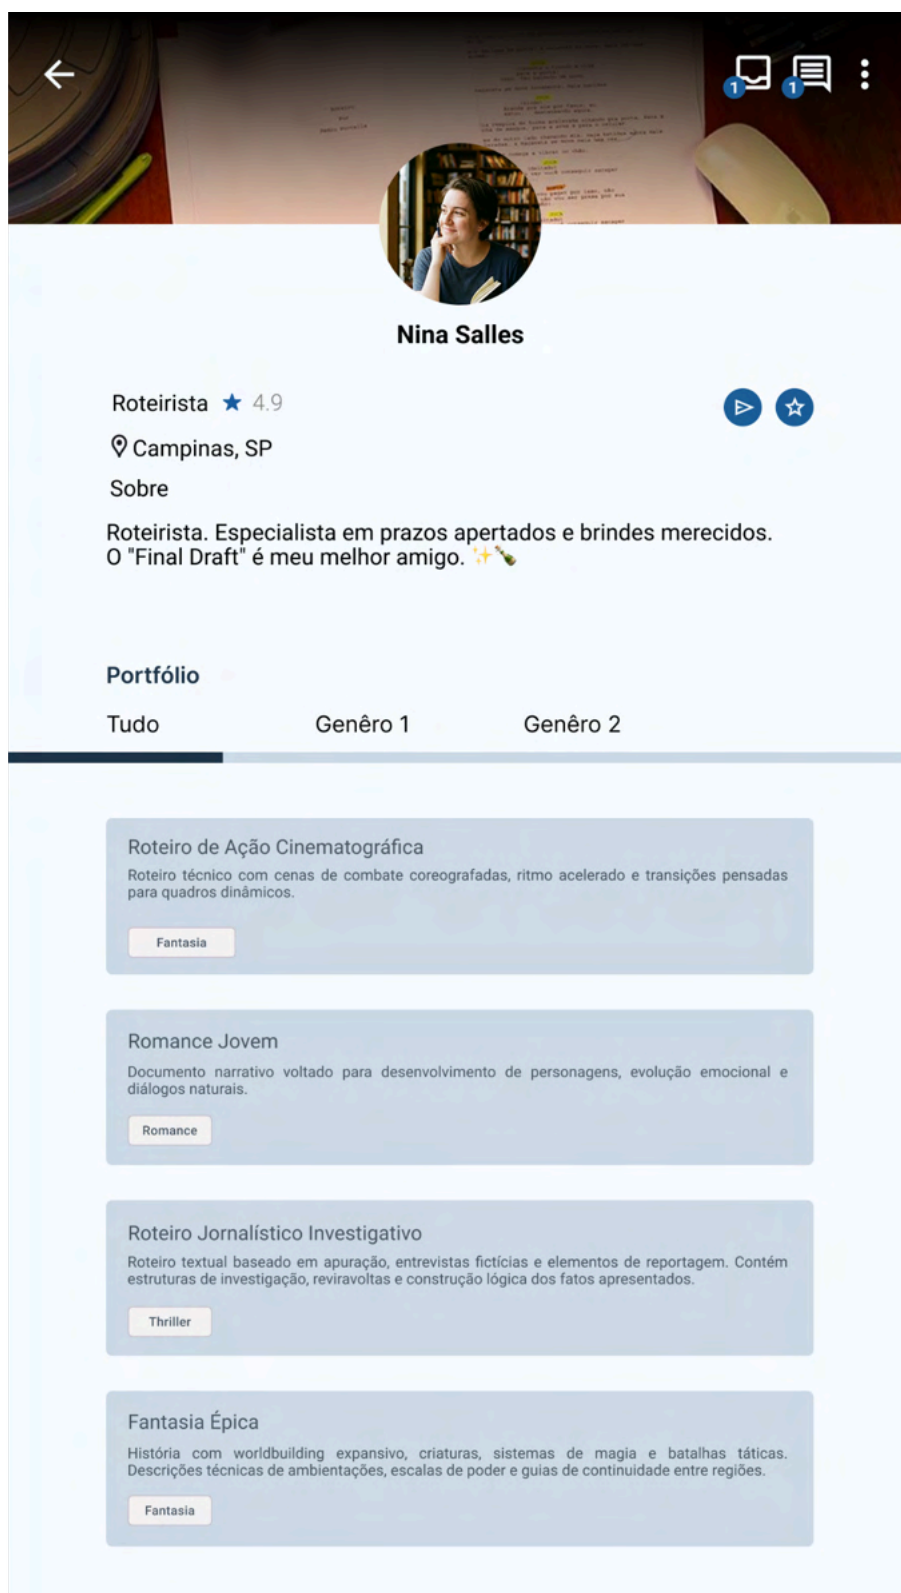 ROTEIRO
POR
1
1
Nina Salles
Roteirista ★ 4.9
Campinas, SP
Sobre
Roteirista. Especialista em prazos apertados e brindes merecidos.
O "Final Draft" é meu melhor amigo. ✨🍾
Portfólio
Tudo Genêro 1 Genêro 2
Roteiro de Ação Cinematográfica
Roteiro técnico com cenas de combate coreografadas, ritmo acelerado e transições pensadas
para quadros dinâmicos.
Fantasia
Romance Jovem
Documento narrativo voltado para desenvolvimento de personagens, evolução emocional e
diálogos naturais.
Romance
Roteiro Jornalístico Investigativo
Roteiro textual baseado em apuração, entrevistas fictícias e elementos de reportagem. Contém
estruturas de investigação, reviravoltas e construção lógica dos fatos apresentados.
Thriller
Fantasia Épica
História com worldbuilding expansivo, criaturas, sistemas de magia e batalhas táticas.
Descrições técnicas de ambientações, escalas de poder e guias de continuidade entre regiões.
Fantasia